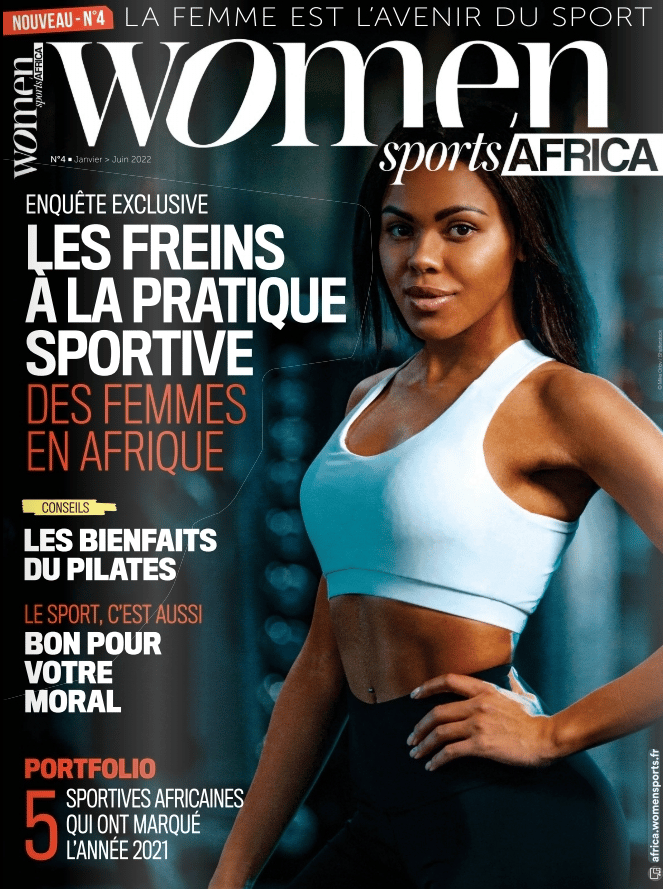 NOUVEAU - N°4
LA FEMME EST L'AVENIR DU SPORT
women
sports AFRICA
women
sports/AFRICA
N°4 ■ Janvier > Juin 2022
ENQUÊTE EXCLUSIVE
LES FREINS
À LA PRATIQUE
SPORTIVE
DES FEMMES
EN AFRIQUE
CONSEILS
LES BIENFAITS
DU PILATES
LE SPORT, C'EST AUSSI
BON POUR
VOTRE
MORAL
PORTFOLIO
5 SPORTIVES AFRICAINES
QUI ONT MARQUÉ
L'ANNÉE 2021
africa.womensports.fr